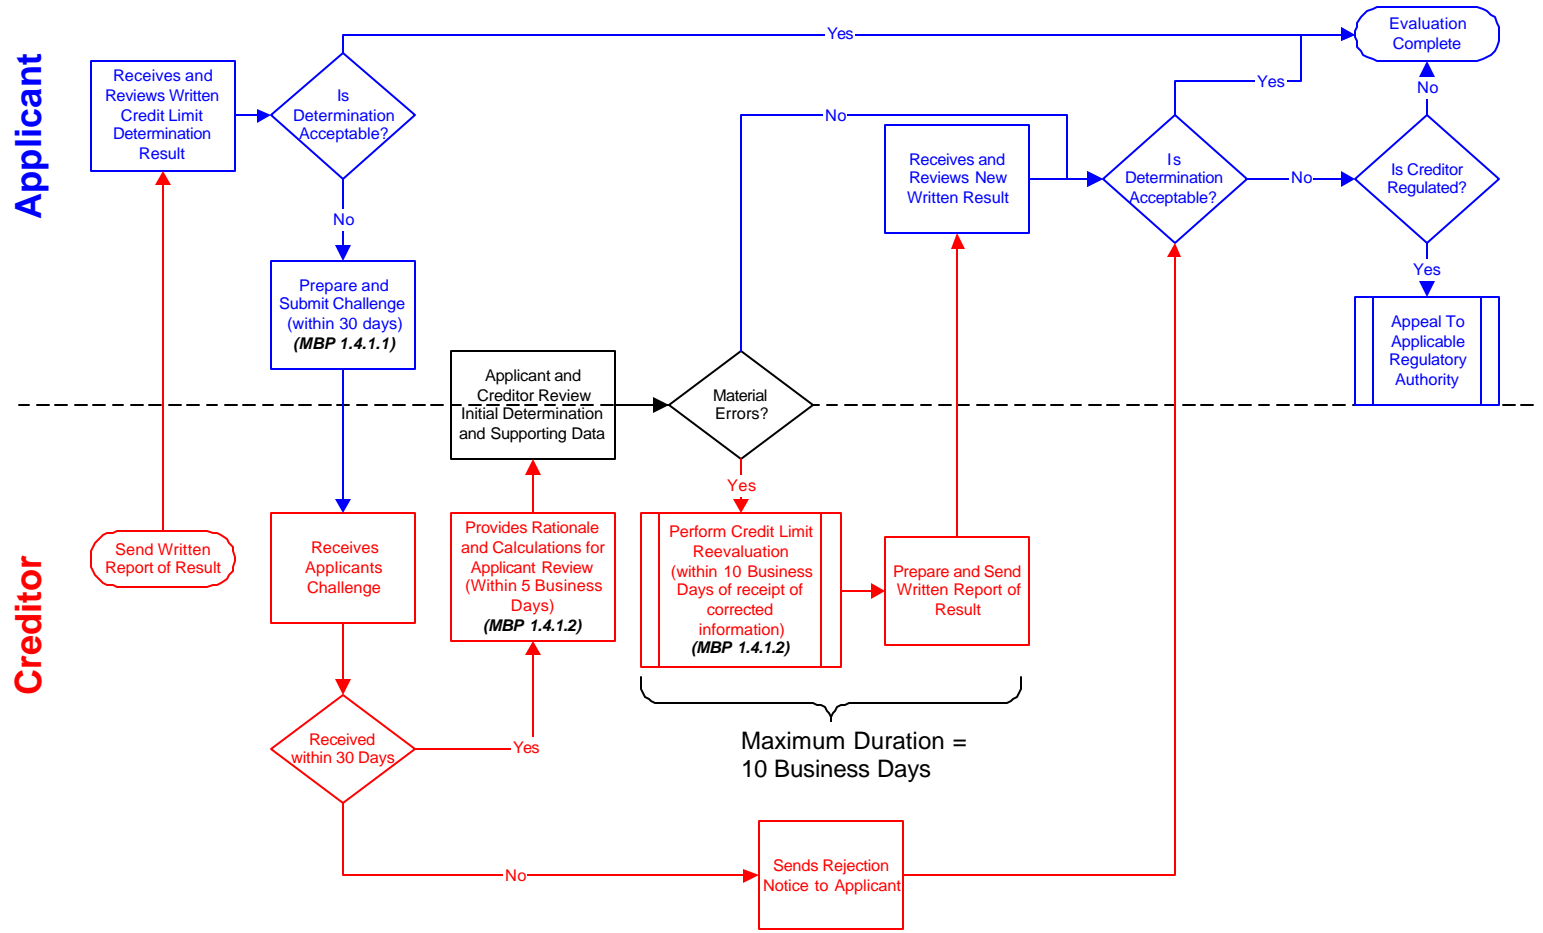 Applicant
Receives and
Reviews Written
Credit Limit
Determination
Result
Is
Determination
Acceptable?
Yes
No
Prepare and
Submit Challenge
(within 30 days)
(MBP 1.4.1.1)
Applicant and
Creditor Review
Initial Determination
and Supporting Data
Material
Errors?
No
Receives and
Reviews New
Written Result
Is
Determination
Acceptable?
Yes
No
Evaluation
Complete
No
Is Creditor
Regulated?
Yes
Appeal To
Applicable
Regulatory
Authority
Creditor
Send Written
Report of Result
Receives
Applicants
Challenge
Provides Rationale
and Calculations for
Applicant Review
(Within 5 Business
Days)
(MBP 1.4.1.2)
Yes
Perform Credit Limit
Reevaluation
(within 10 Business
Days of receipt of
corrected
information)
(MBP 1.4.1.2)
Prepare and Send
Written Report of
Result
Received
within 30 Days
Yes
Maximum Duration =
10 Business Days
No
Sends Rejection
Notice to Applicant